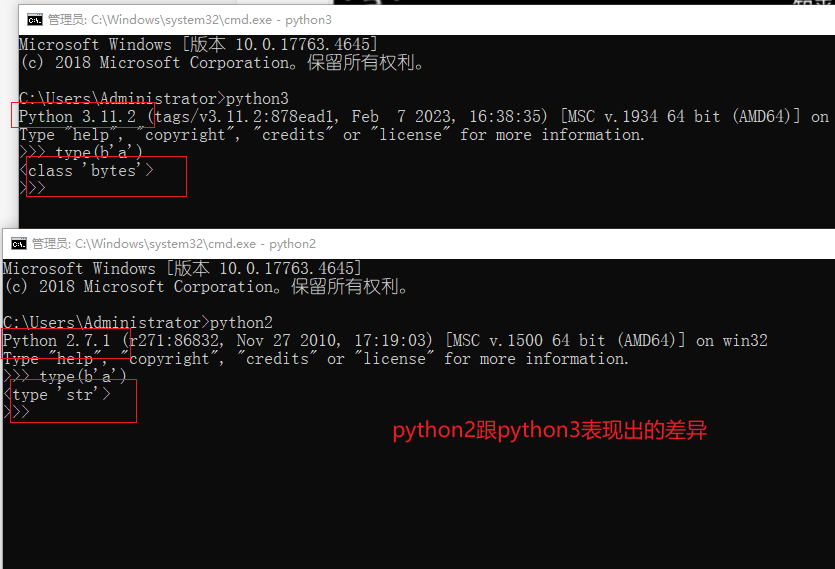 管理员: C:\Windows\system32\cmd.exe - python3
Microsoft Windows [版本 10.0.17763.4645]
(c) 2018 Microsoft Corporation。保留所有权利。
C:\Users\Administrator>python3
Python 3.11.2 (tags/v3.11.2:878ead1, Feb  7 2023, 16:38:35) [MSC v.1934 64 bit (AMD64)] on
Type "help", "copyright", "credits" or "license" for more information.
>>> type(b'a')
<class 'bytes'>
>>>
管理员: C:\Windows\system32\cmd.exe - python2
Microsoft Windows [版本 10.0.17763.4645]
(c) 2018 Microsoft Corporation。保留所有权利。
C:\Users\Administrator>python2
Python 2.7.1 (r271:86832, Nov 27 2010, 17:19:03) [MSC v.1500 64 bit (AMD64)] on win32
Type "help", "copyright", "credits" or "license" for more information.
>>> type(b'a')
<type 'str'>
>>>
python2跟python3表现出的差异